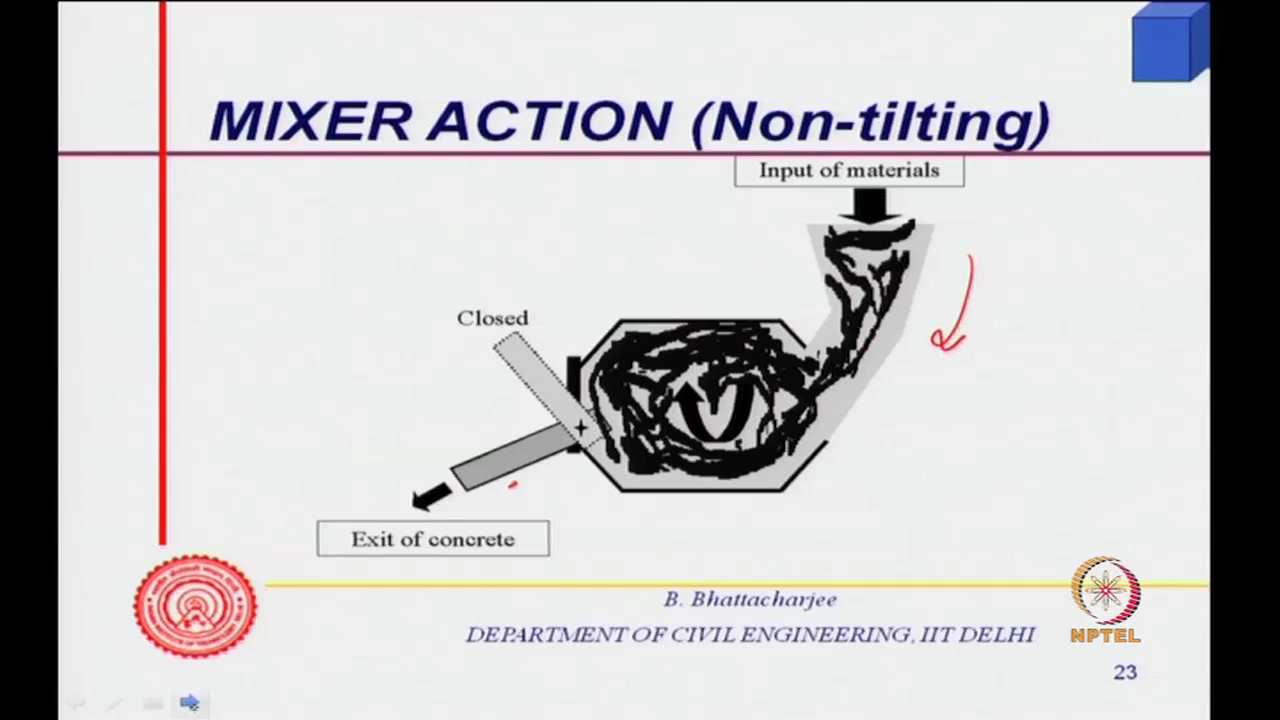 MIXER ACTION (Non-tilting)
Input of materials
Closed
Exit of concrete
B. Bhattacharjee
DEPARTMENT OF CIVIL ENGINEERING, IIT DELHI
NPTEL
23